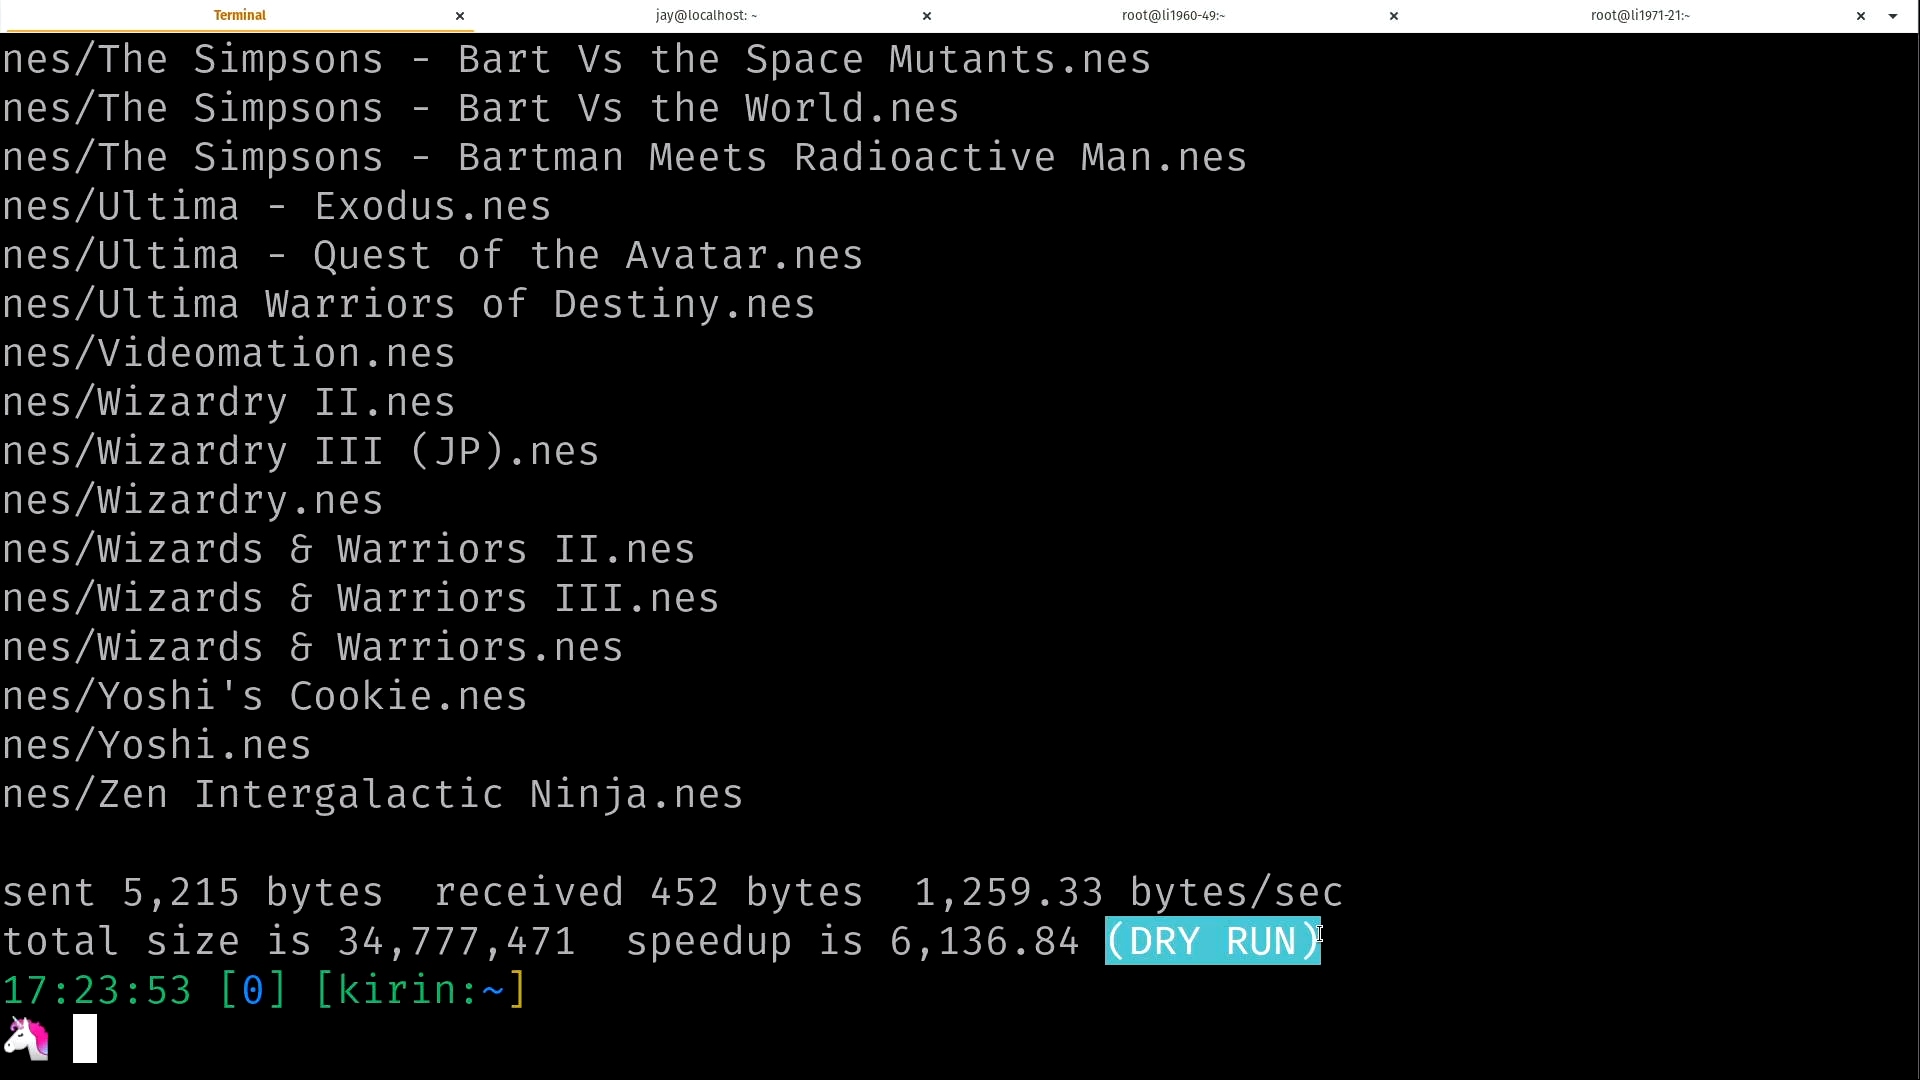 Terminal
jay@localhost: ~
root@li1960-49:~
root@li1971-21:~
nes/The Simpsons - Bart Vs the Space Mutants.nes
nes/The Simpsons - Bart Vs the World.nes
nes/The Simpsons - Bartman Meets Radioactive Man.nes
nes/Ultima - Exodus.nes
nes/Ultima - Quest of the Avatar.nes
nes/Ultima Warriors of Destiny.nes
nes/Videomation.nes
nes/Wizardry II.nes
nes/Wizardry III (JP).nes
nes/Wizardry.nes
nes/Wizards & Warriors II.nes
nes/Wizards & Warriors III.nes
nes/Wizards & Warriors.nes
nes/Yoshi's Cookie.nes
nes/Yoshi.nes
nes/Zen Intergalactic Ninja.nes
sent 5,215 bytes  received 452 bytes  1,259.33 bytes/sec
total size is 34,777,471  speedup is 6,136.84 (DRY RUN)
17:23:53 [0] [kirin:~]